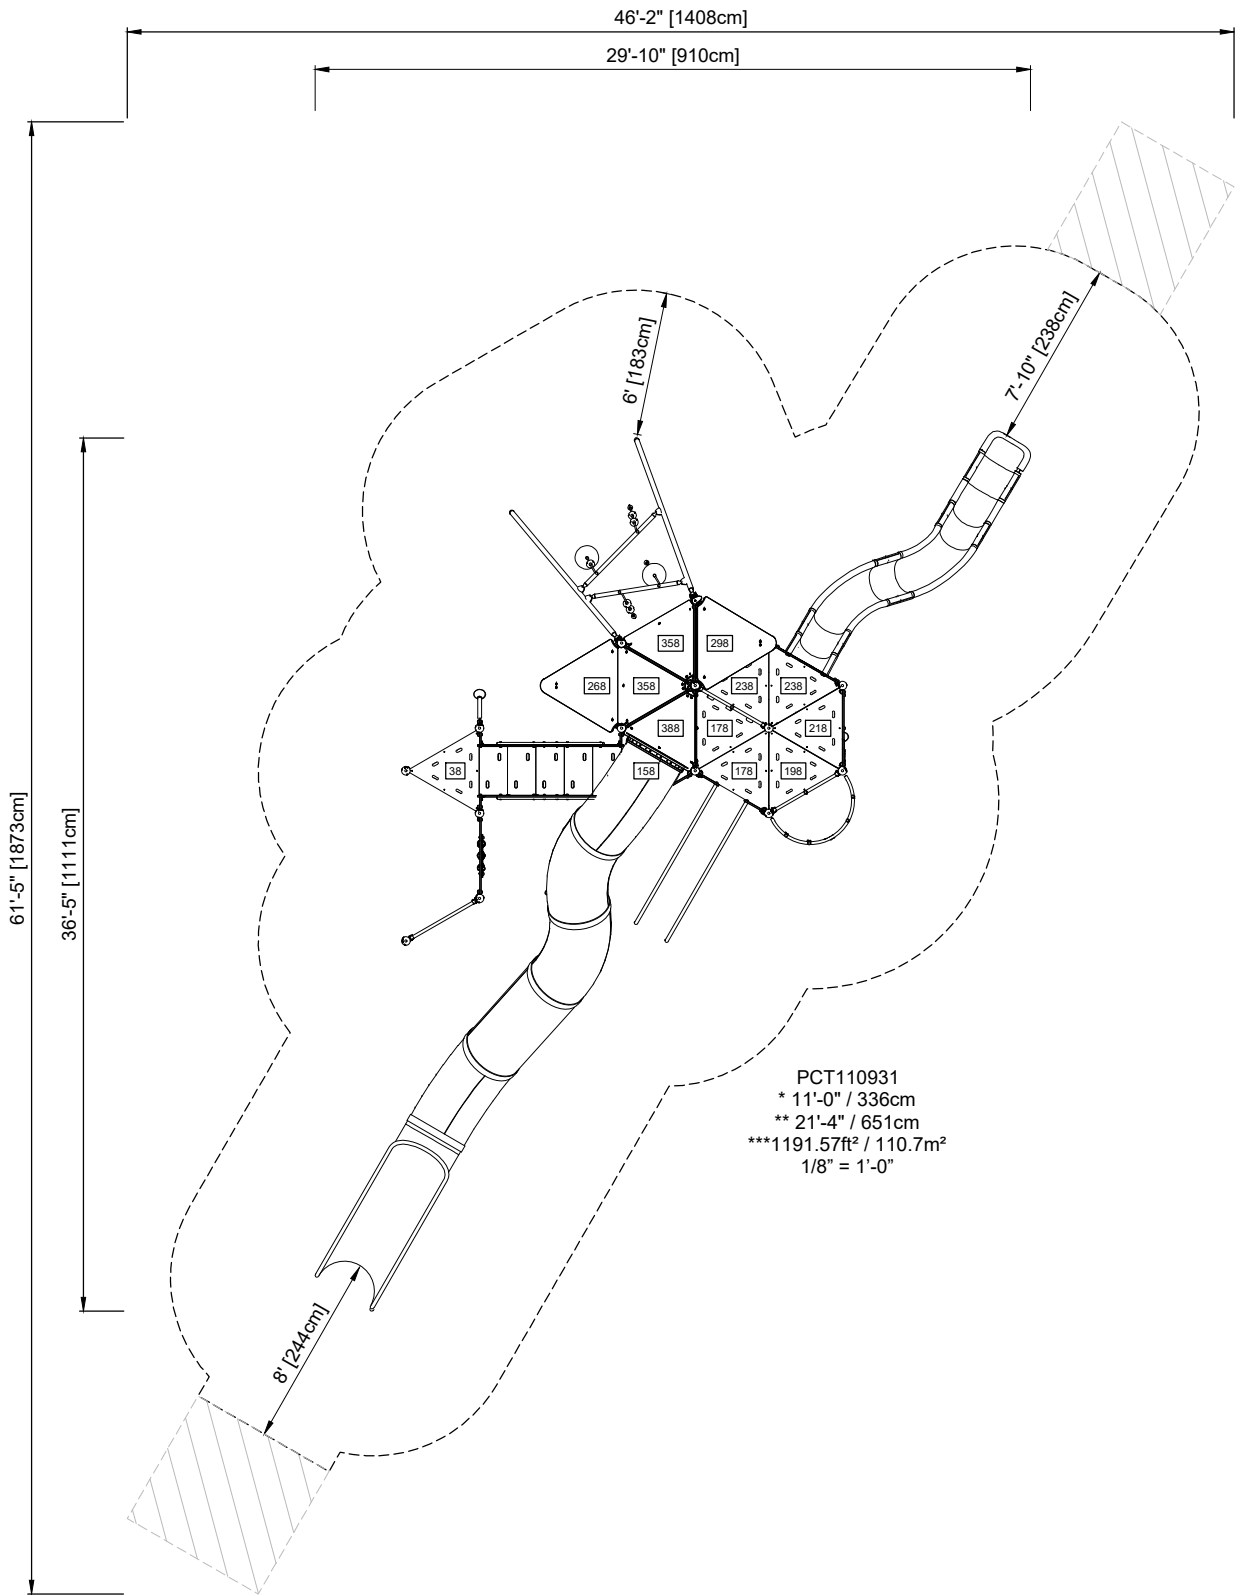 46'-2" [1408cm]
29'-10" [910cm]
7'-10" [238cm]
6' [183cm]
61'-5" [1873cm]
36'-5" [1111cm]
358
298
268
358
238
238
388
178
218
38
158
178
198
8' [244cm]
PCT110931
* 11'-0" / 336cm
** 21'-4" / 651cm
***1191.57ft² / 110.7m²
1/8” = 1’-0”